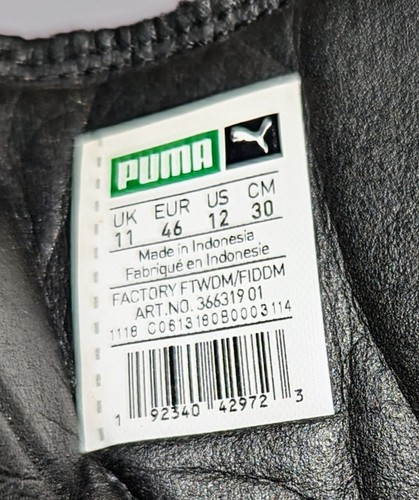 PUMA
UK EUR US CM
11 46 12 30
Made in Indonesia
Fabriqué en Indonesie
FACTORY FTWDM/FIDDM
ART.NO. 366319 01
1118 C0613180B0003114
1 92340 42972 3